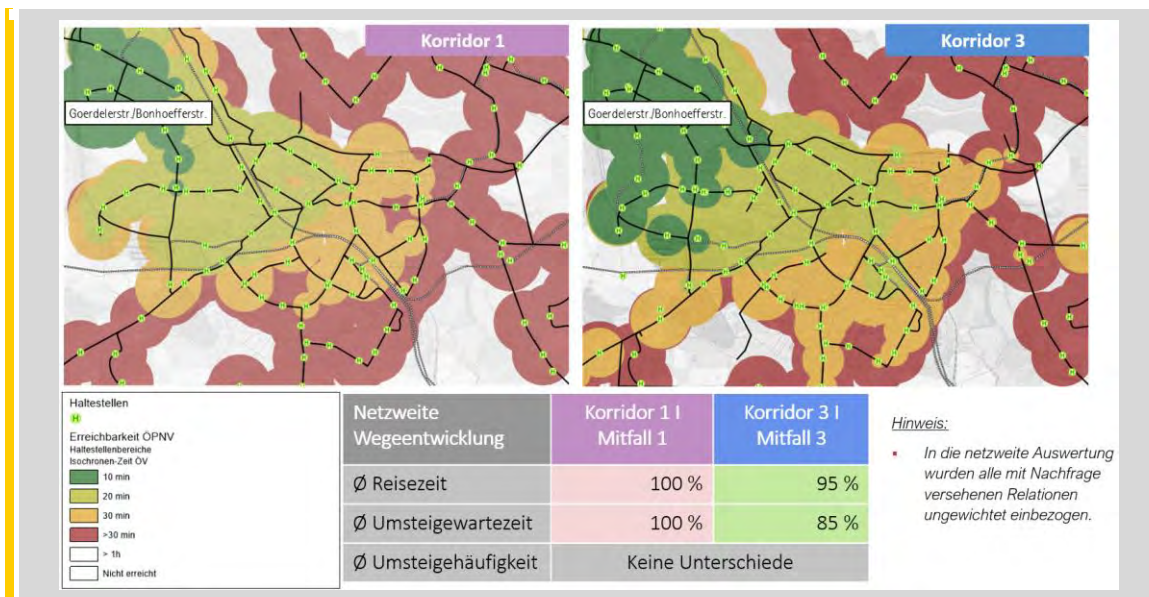 Korridor 1
Goerdelerstr./Bonhoefferstr.
Korridor 3
Goerdelerstr./Bonhoefferstr.
Haltestellen
H
Erreichbarkeit ÖPNV
Haltestellenbereiche
Isochronen-Zeit ÖV
10 min
20 min
30 min
>30 min
> 1h
Nicht erreicht
Netzweite Wegeentwicklung
Korridor 1 I Mitfall 1
Korridor 3 I Mitfall 3
Ø Reisezeit 100 % 95 %
Ø Umsteigewartezeit 100 % 85 %
Ø Umsteigehäufigkeit Keine Unterschiede
Hinweis:
▪ In die netzweite Auswertung
wurden alle mit Nachfrage
versehenen Relationen
ungewichtet einbezogen.